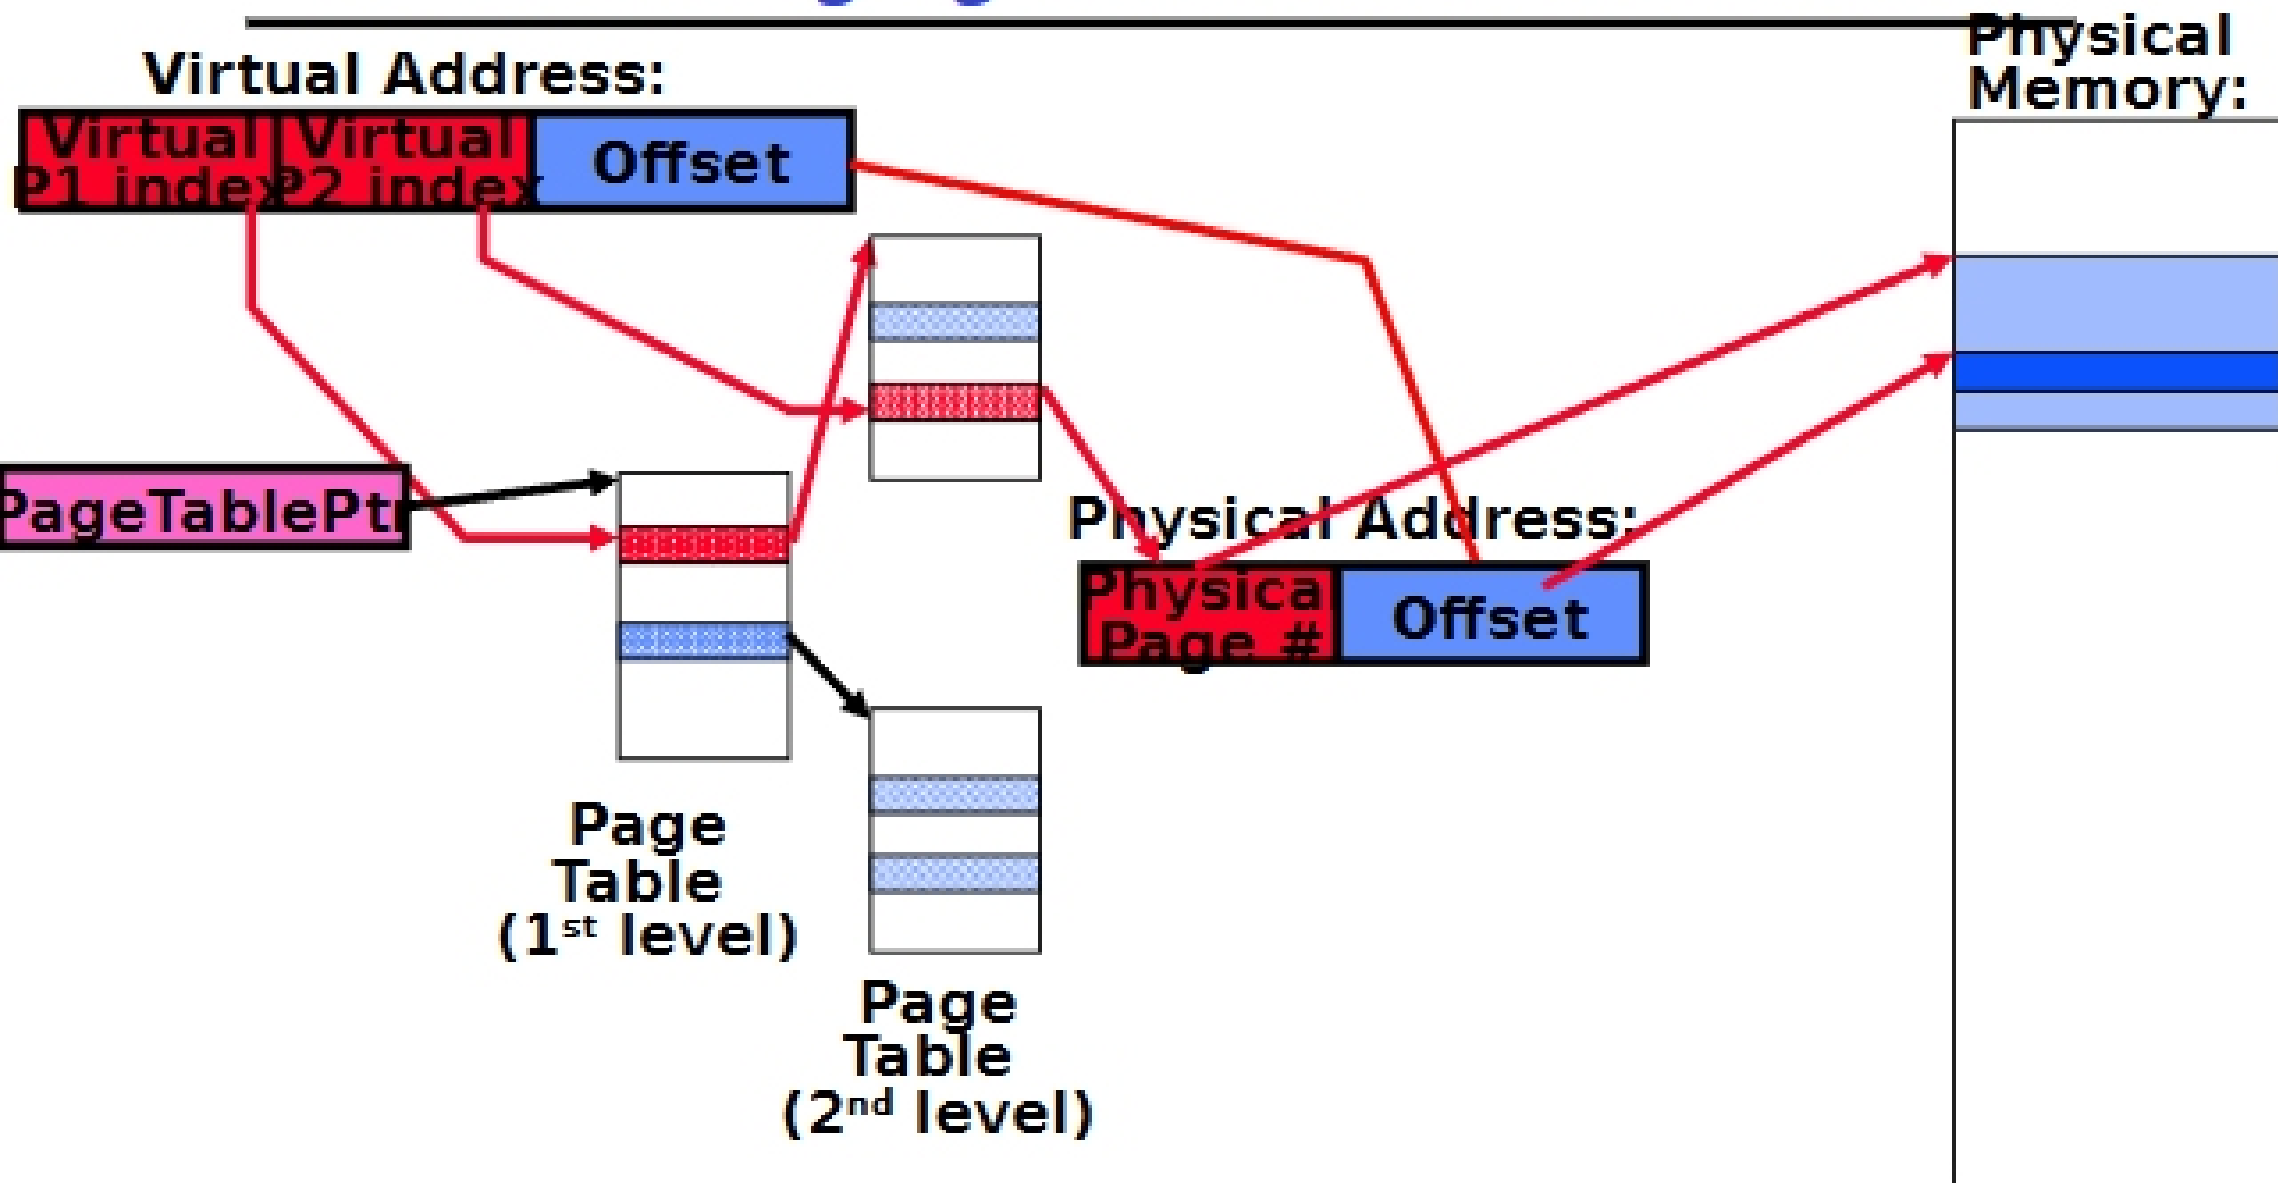 Physical
Memory:
Virtual Address:
Virtual
P1 index
Virtual
P2 index
Offset
PageTablePtr
Physical Address:
Physica
Page #
Offset
Page
Table
(1st level)
Page
Table
(2nd level)